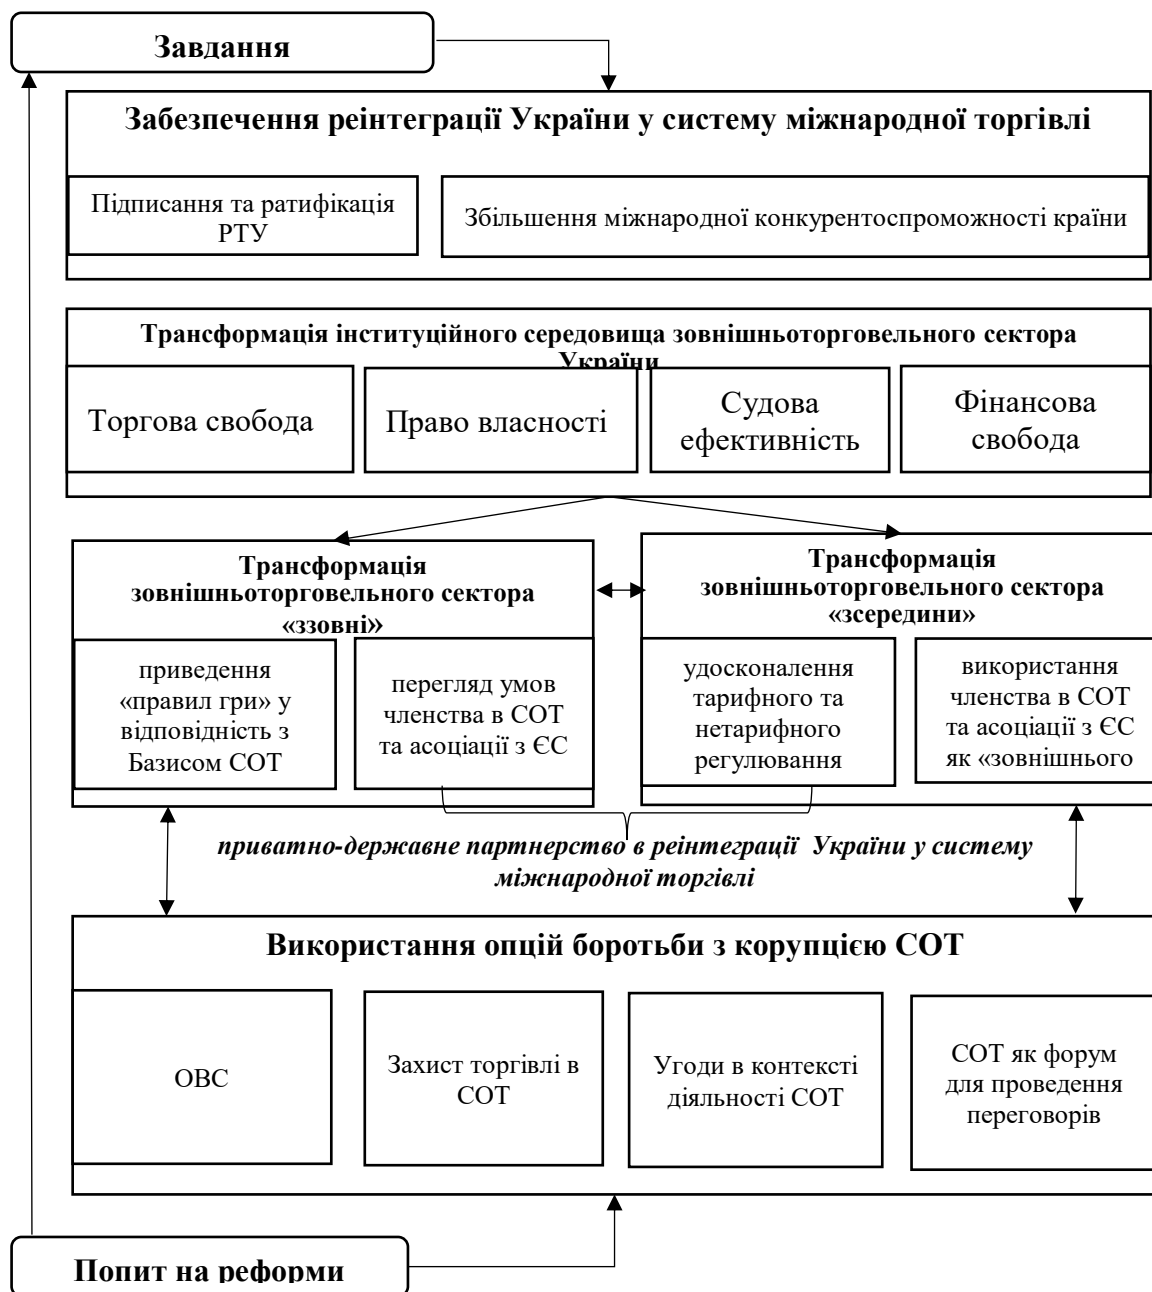 Завдання
Забезпечення реінтеграції України у систему міжнародної торгівлі
Підписання та ратифікація
РТУ
Збільшення міжнародної конкурентоспроможності країни
Трансформація інституційного середовища зовнішньоторговельного сектора
України
Торгова свобода
Право власності
Судова
ефективність
Фінансова
свобода
Трансформація
зовнішньоторговельного сектора
«ззовні»
приведення
«правил гри» у
відповідність з
Базисом СОТ
перегляд умов
членства в СОТ
та асоціації з ЄС
Трансформація
зовнішньоторговельного сектора
«зсередини»
удосконалення
тарифного та
нетарифного
регулювання
використання
членства в СОТ
та асоціації з ЄС
як «зовнішнього
приватно-державне партнерство в реінтеграції України у систему
міжнародної торгівлі
Використання опцій боротьби з корупцією СОТ
ОВС
Захист торгівлі в
СОТ
Угоди в контексті
діяльності СОТ
СОТ як форум
для проведення
переговорів
Попит на реформи